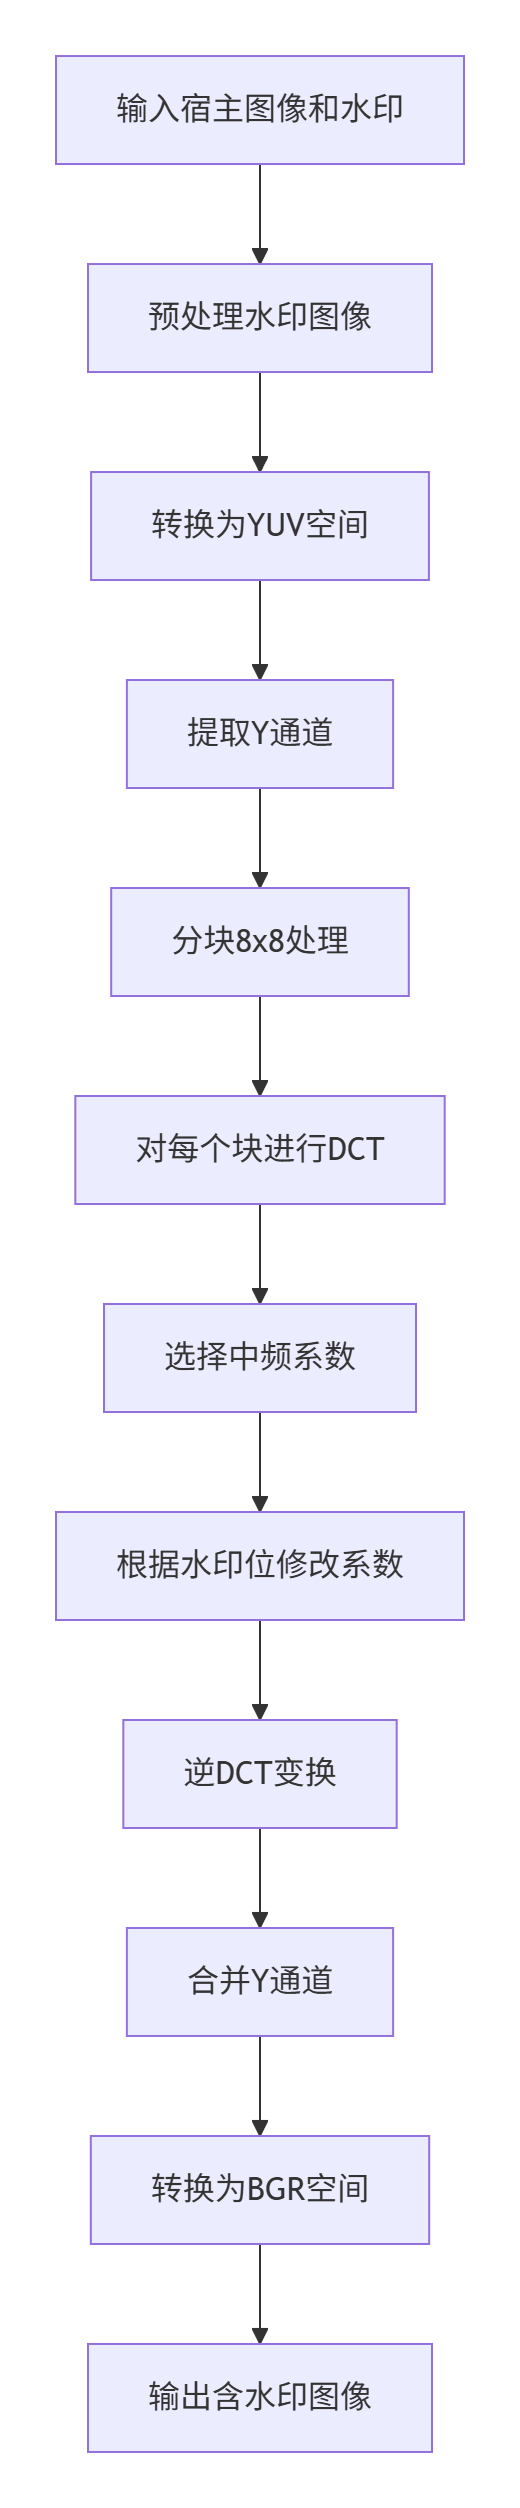 输入宿主图像和水印
预处理水印图像
转换为YUV空间
提取Y通道
分块8x8处理
对每个块进行DCT
选择中频系数
根据水印位修改系数
逆DCT变换
合并Y通道
转换为BGR空间
输出含水印图像